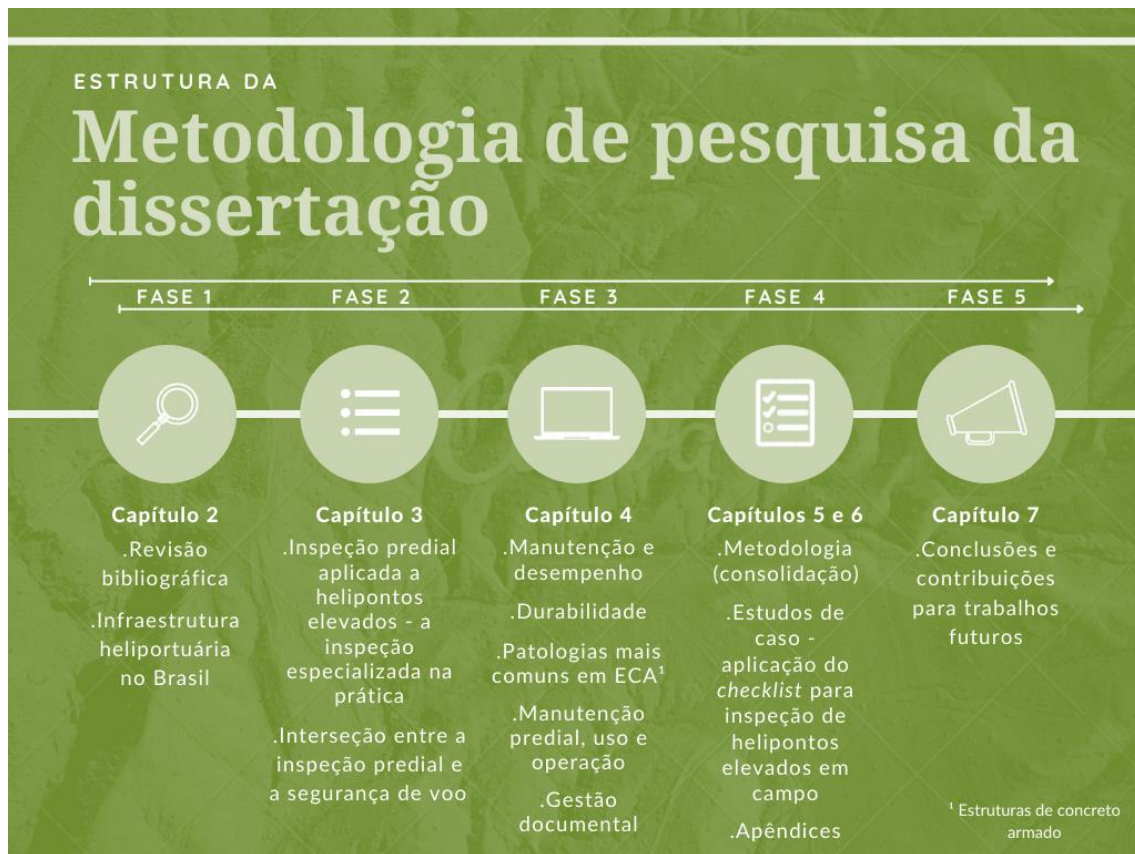 ESTRUTURA DA
Metodologia de pesquisa da
dissertação
FASE 1
FASE 2
FASE 3
FASE 4
FASE 5
Capítulo 2
.Revisão
bibliográfica
.Infraestrutura
heliportuária
no Brasil
Capítulo 3
.Inspeção predial
aplicada a
helipontos
elevados - a
inspeção
especializada na
prática
.Interseção entre a
inspeção predial e
a segurança de voo
Capítulo 4
.Manutenção e
desempenho
.Durabilidade
.Patologias mais
comuns em ECA¹
.Manutenção
predial, uso e
operação
.Gestão
documental
Capítulos 5 e 6
.Metodologia
(consolidação)
.Estudos de
caso -
aplicação do
checklist para
inspeção de
helipontos
elevados em
campo
.Apêndices
Capítulo 7
.Conclusões e
contribuições
para trabalhos
futuros
¹ Estruturas de concreto
armado
Canva